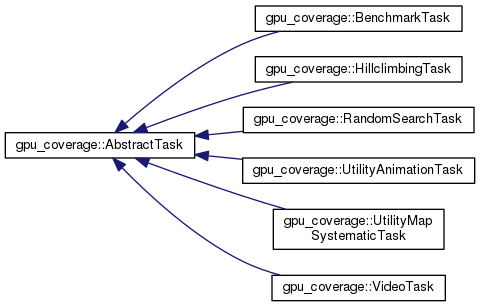 gpu_coverage::BenchmarkTask
gpu_coverage::HillclimbingTask
gpu_coverage::RandomSearchTask
gpu_coverage::AbstractTask
gpu_coverage::UtilityAnimationTask
gpu_coverage::UtilityMap
SystematicTask
gpu_coverage::VideoTask